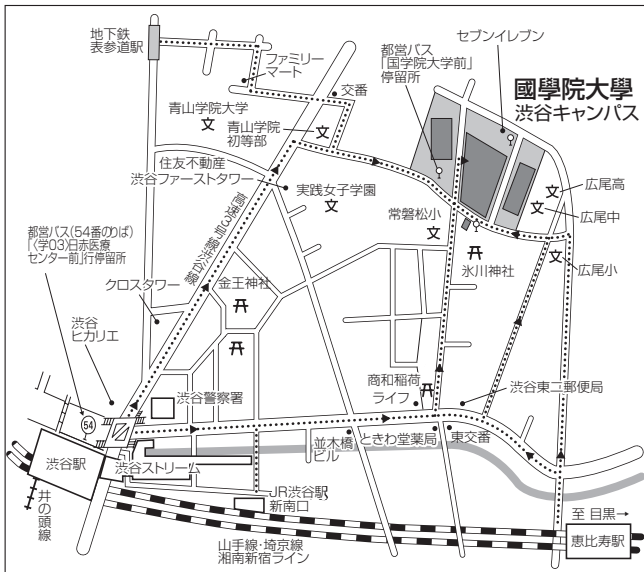 地下鉄
表参道駅
ファミリー
マート
交番
都営バス
「国学院大学前」
停留所
セブンイレブン
國學院大學
渋谷キャンパス
青山学院大学
青山学院
初等部
住友不動産
渋谷ファーストタワー
実践女子学園
常磐松小
広尾高
広尾中
広尾小
氷川神社
高速3号線渋谷線
都営バス(54番のりば)
「〈学03〉日赤医療
センター前」行停留所
クロスタワー
金王神社
渋谷
ヒカリエ
54
渋谷警察署
商和稲荷
ライフ
渋谷東二郵便局
渋谷駅
渋谷ストリーム
並木橋
ビル
ときわ堂薬局
東交番
井の頭線
JR渋谷駅
新南口
山手線・埼京線
湘南新宿ライン
至 目黒→
恵比寿駅